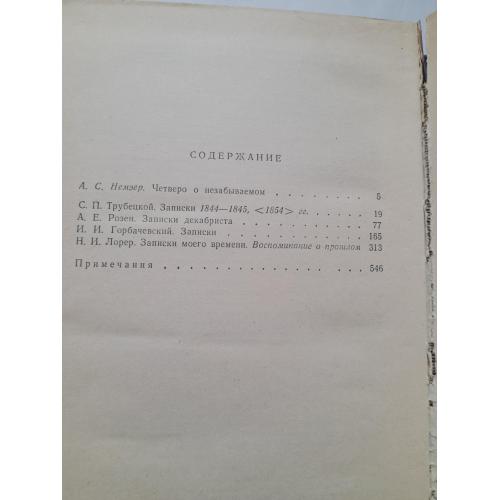 СОДЕРЖАНИЕ
А. С. Немзер. Четверо о незабываемом . . . . . . . . 5
С. П. Трубецкой. Записки 1844—1845, <1854> гг. . . . . . 19
А. Е. Розен. Записки декабриста . . . . . . . . . . . 77
И. И. Горбачевский. Записки . . . . . . . . . . . . 165
Н. И. Лорер. Записки моего времени. Воспоминание о прошлом 313
Примечания . . . . . . . . . . . . . . . . 546